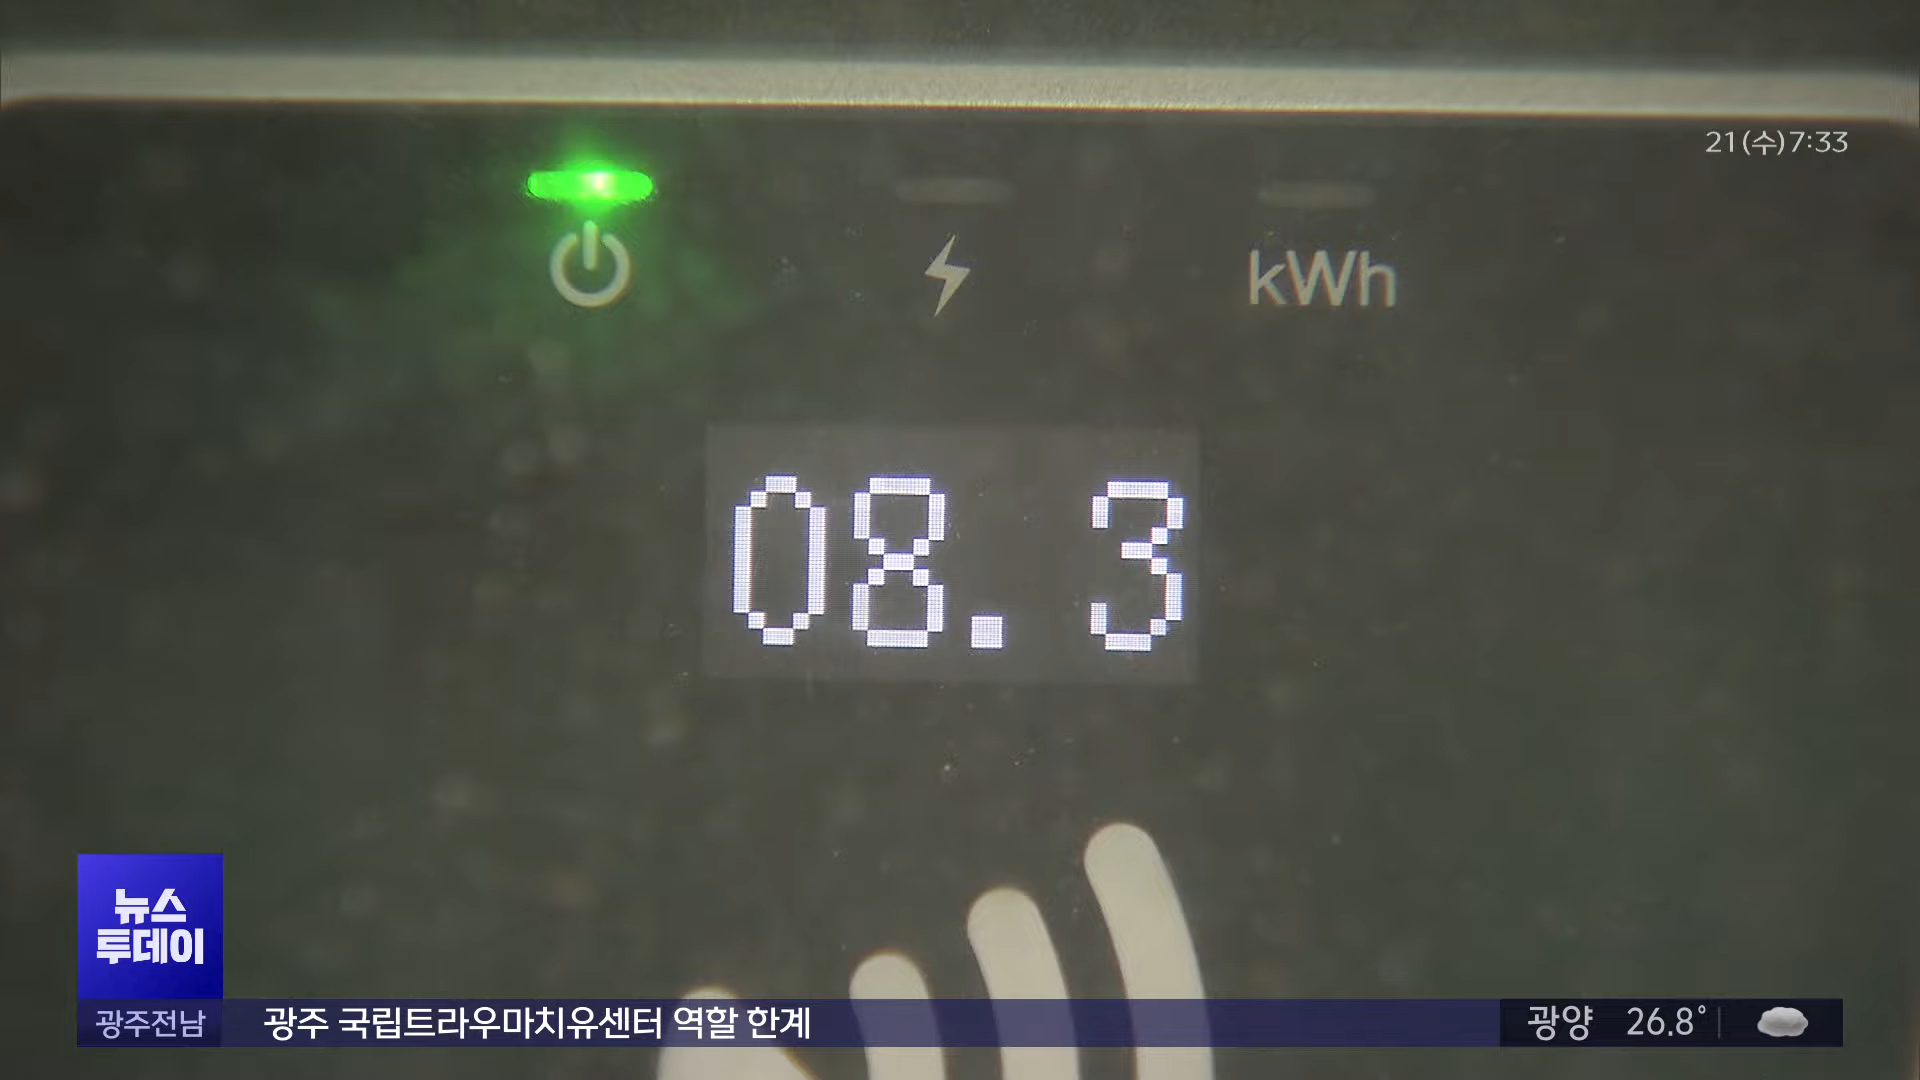 21(수)7:33
kWh
08. 3
뉴스
투데이
광주전남
광주 국립트라우마치유센터 역할 한계
광양 26.8°